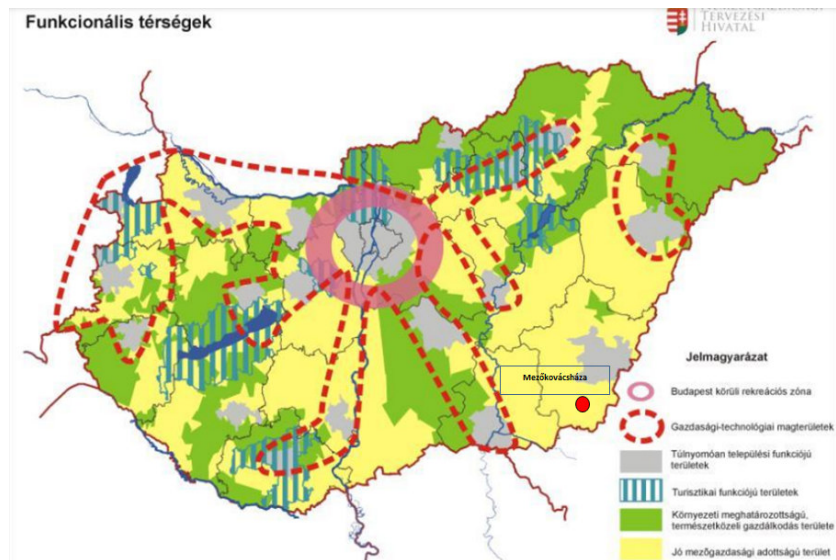 Funkcionális térségek
TERVEZÉSI
HIVATAL
Mezőkovácsháza
Jelmagyarázat
Budapest körüli rekreációs zóna
Gazdasági-technológiai magterületek
Túlnyomóan települési funkciójú
területek
Turisztikai funkciójú területek
Környezeti meghatározottságú,
természetközeli gazdálkodás területe
Jó mezőgazdasági adottságú terület